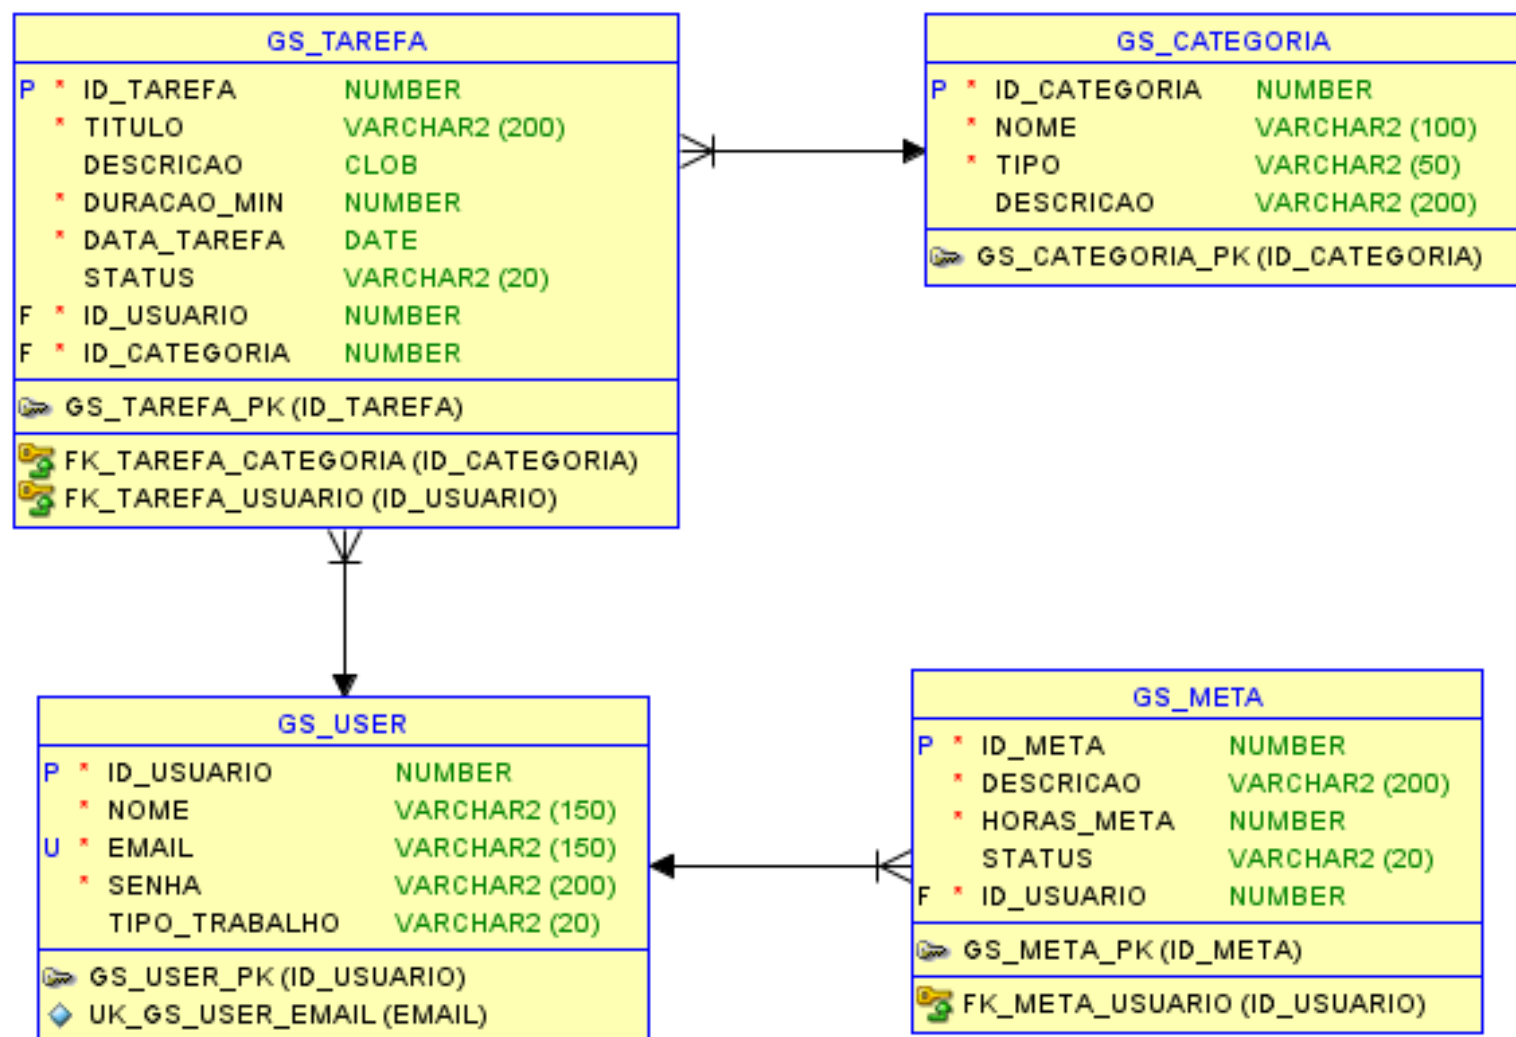 GS_TAREFA
P * ID_TAREFA NUMBER
* TITULO VARCHAR2 (200)
DESCRICAO CLOB
* DURACAO_MIN NUMBER
* DATA_TAREFA DATE
STATUS VARCHAR2 (20)
F * ID_USUARIO NUMBER
F * ID_CATEGORIA NUMBER
GS_TAREFA_PK (ID_TAREFA)
FK_TAREFA_CATEGORIA (ID_CATEGORIA)
FK_TAREFA_USUARIO (ID_USUARIO)
GS_CATEGORIA
P * ID_CATEGORIA NUMBER
* NOME VARCHAR2 (100)
* TIPO VARCHAR2 (50)
DESCRICAO VARCHAR2 (200)
GS_CATEGORIA_PK (ID_CATEGORIA)
GS_USER
P * ID_USUARIO NUMBER
* NOME VARCHAR2 (150)
U * EMAIL VARCHAR2 (150)
* SENHA VARCHAR2 (200)
TIPO_TRABALHO VARCHAR2 (20)
GS_USER_PK (ID_USUARIO)
UK_GS_USER_EMAIL (EMAIL)
GS_META
P * ID_META NUMBER
* DESCRICAO VARCHAR2 (200)
* HORAS_META NUMBER
STATUS VARCHAR2 (20)
F * ID_USUARIO NUMBER
GS_META_PK (ID_META)
FK_META_USUARIO (ID_USUARIO)